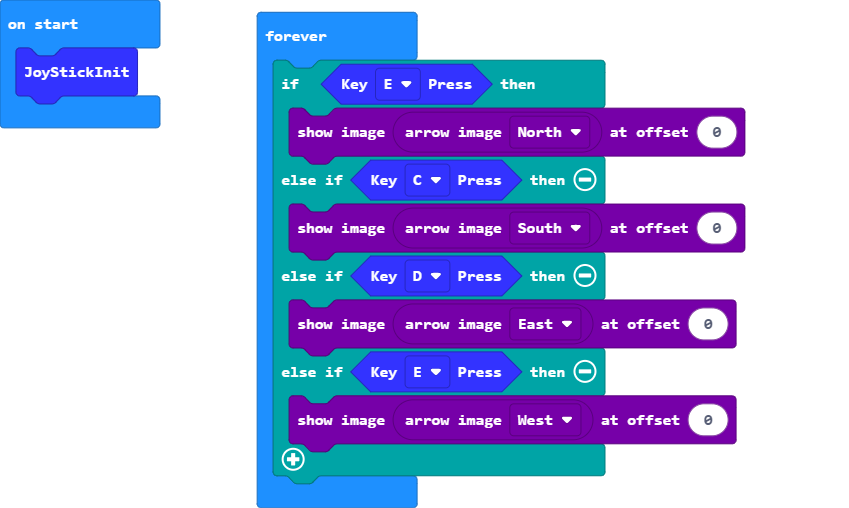 on start
JoyStickInit
forever
if Key E Press then
show image arrow image North at offset 0
else if Key C Press then
show image arrow image South at offset 0
else if Key D Press then
show image arrow image East at offset 0
else if Key E Press then
show image arrow image West at offset 0